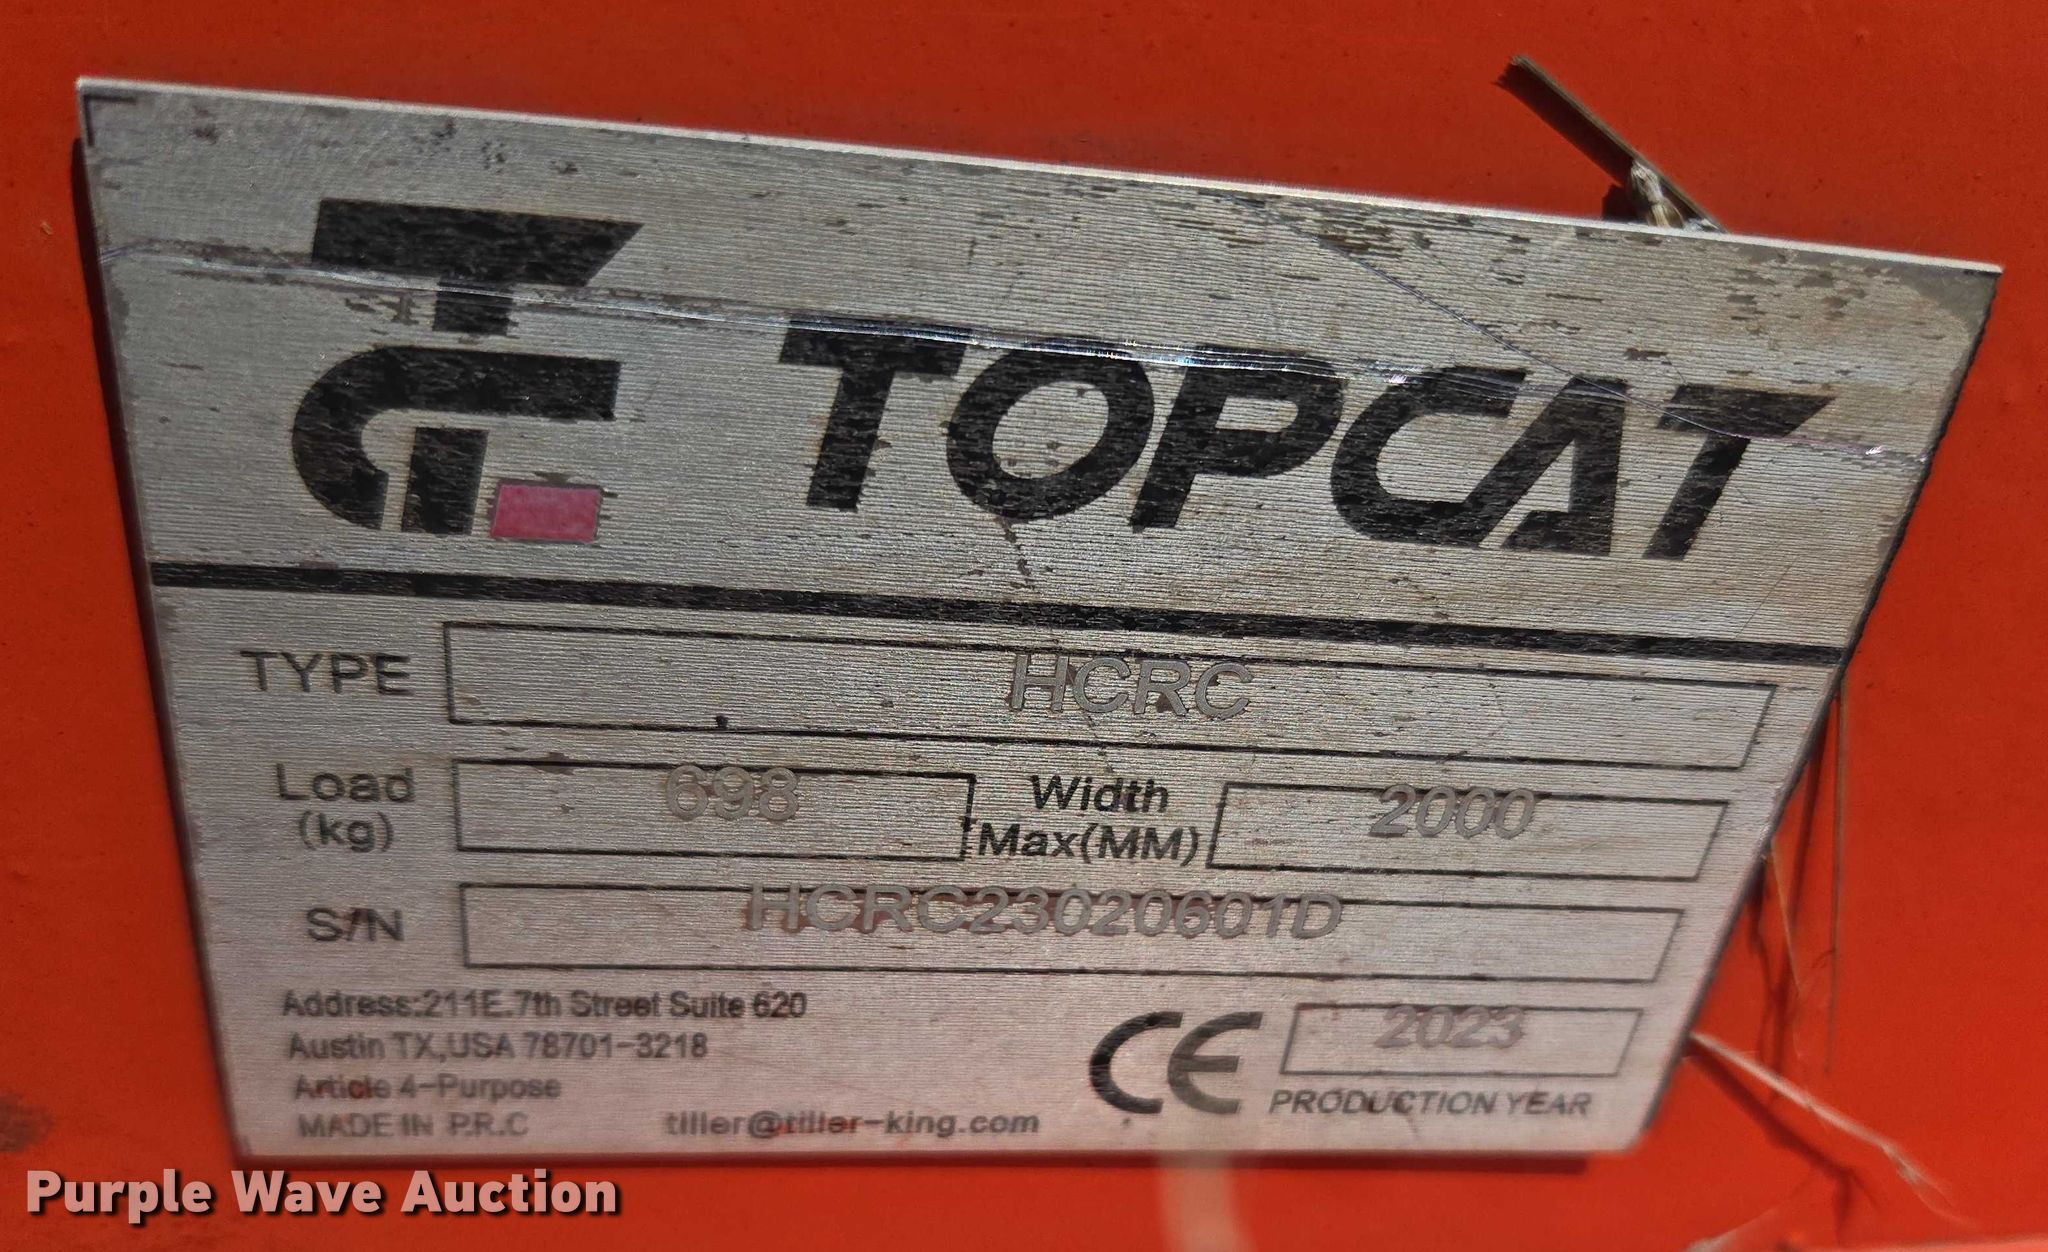 TOPCAT
TYPE HCRC
Load (kg) 698 Width Max(MM) 2000
S/N HCRC23020601D
Address:211E.7th Street Suite 620
Austin TX,USA 78701-3218
Article 4-Purpose
MADE IN P.R.C tiller@tiller-king.com
CE 2023
PRODUCTION YEAR
Purple Wave Auction